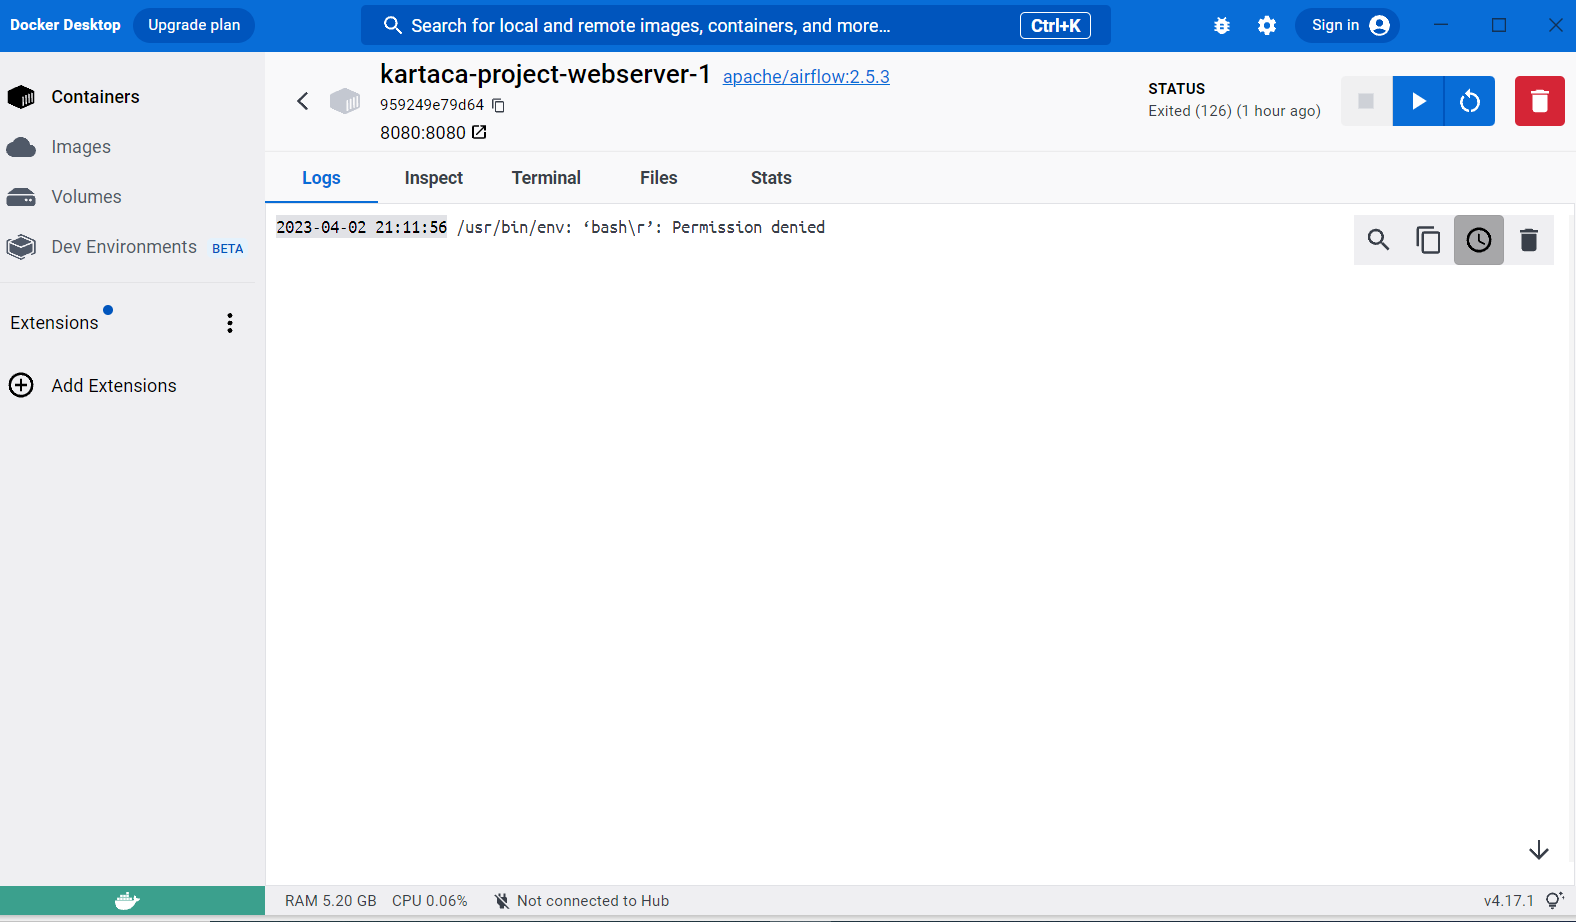 Docker Desktop
Upgrade plan
Search for local and remote images, containers, and more...
Ctrl+K
Sign in
Containers
Images
Volumes
Dev Environments BETA
Extensions
Add Extensions
kartaca-project-webserver-1 apache/airflow:2.5.3
959249e79d64
8080:8080
STATUS
Exited (126) (1 hour ago)
Logs
Inspect
Terminal
Files
Stats
2023-04-02 21:11:56 /usr/bin/env: ‘bash\r’: Permission denied
RAM 5.20 GB CPU 0.06% Not connected to Hub
v4.17.1